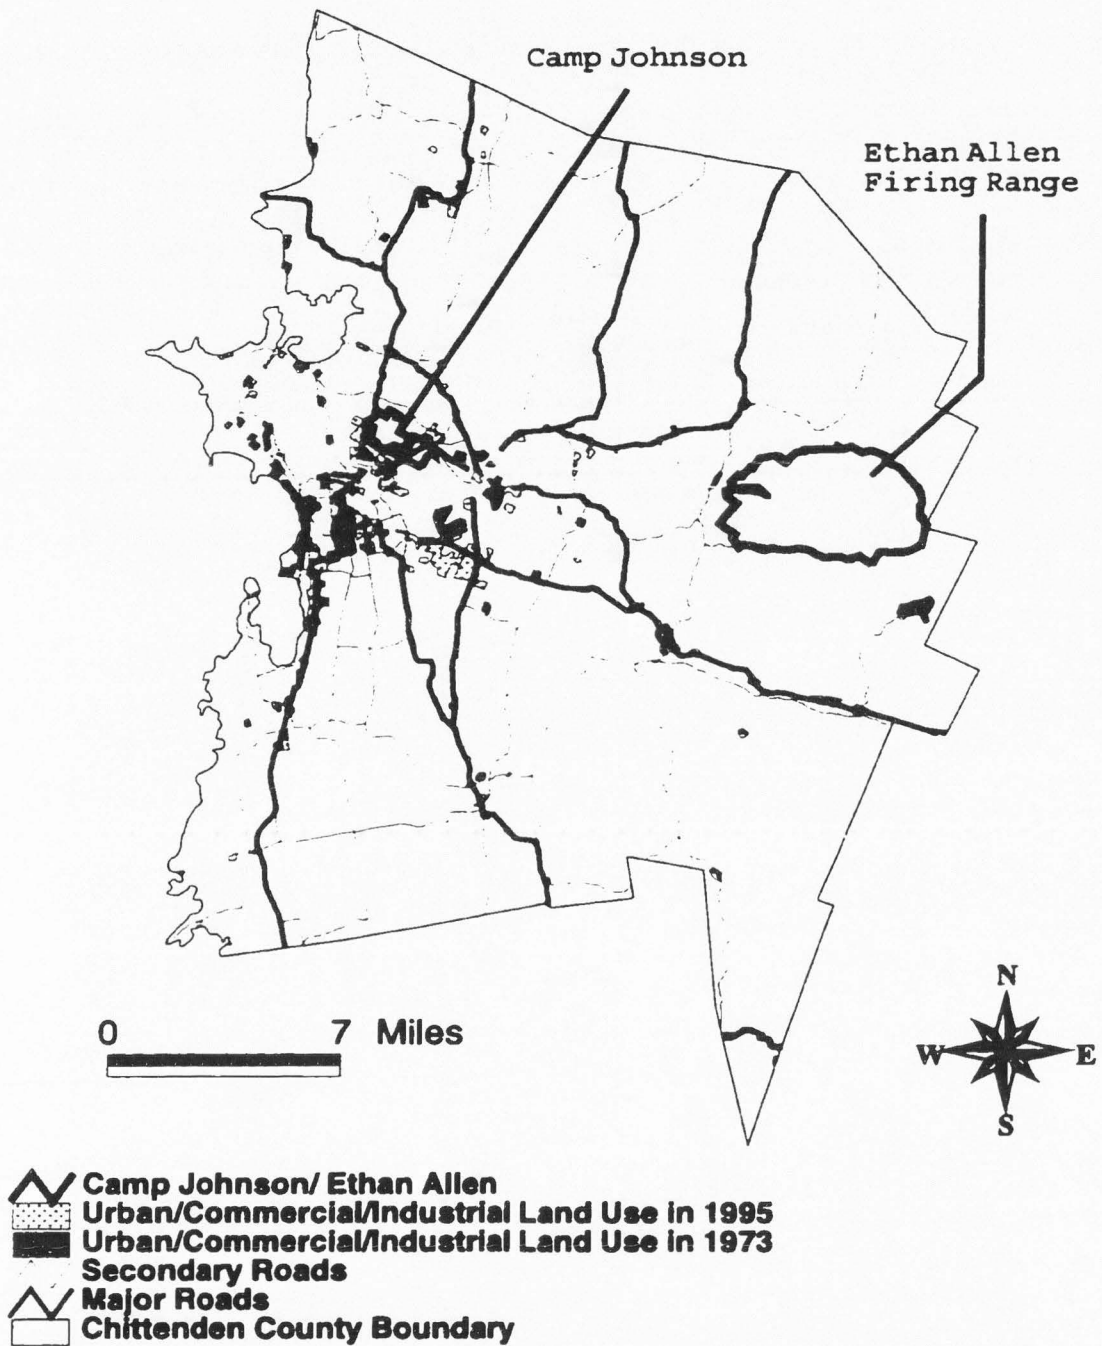 Camp Johnson
Ethan Allen
Firing Range
0 7 Miles
N
W E
S
Camp Johnson/ Ethan Allen
Urban/Commercial/Industrial Land Use in 1995
Urban/Commercial/Industrial Land Use in 1973
Secondary Roads
Major Roads
Chittenden County Boundary